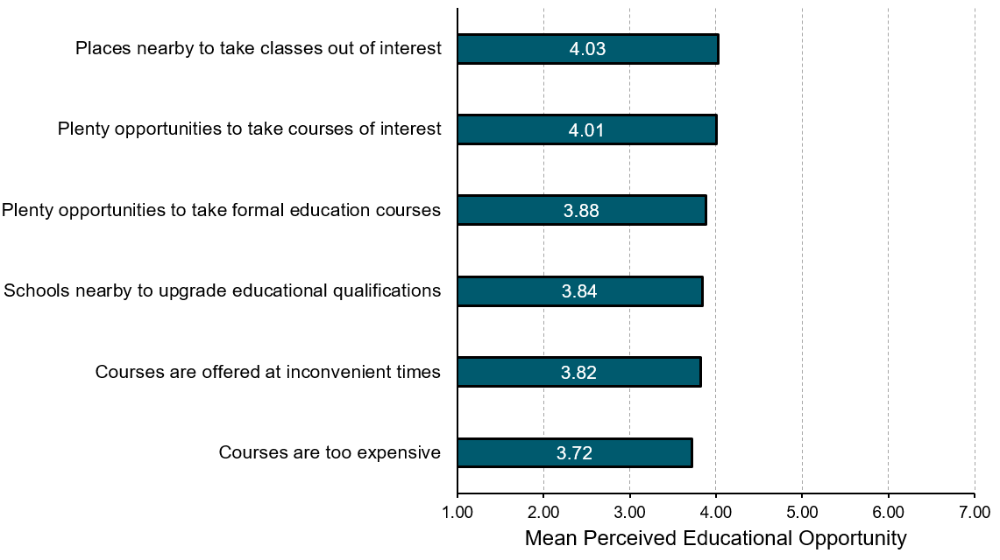 Places nearby to take classes out of interest 4.03
Plenty opportunities to take courses of interest 4.01
Plenty opportunities to take formal education courses 3.88
Schools nearby to upgrade educational qualifications 3.84
Courses are offered at inconvenient times 3.82
Courses are too expensive 3.72
1.00 2.00 3.00 4.00 5.00 6.00 7.00
Mean Perceived Educational Opportunity